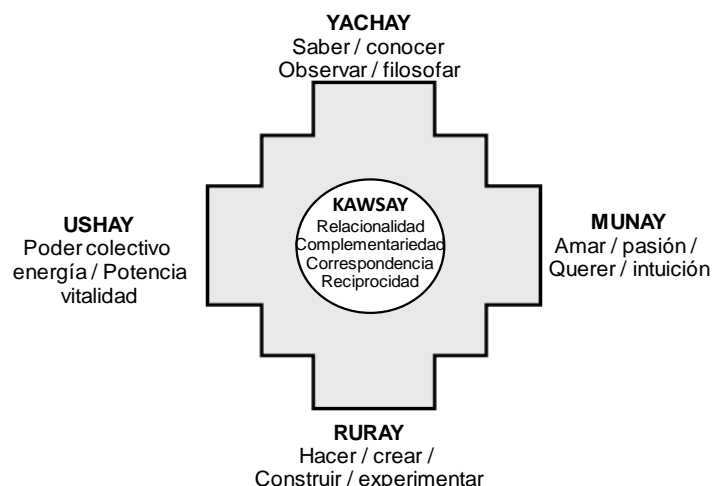 YACHAY
Saber / conocer
Observar / filosofar
KAWSAY
Relacionalidad
Complementariedad
Correspondencia
Reciprocidad
USHAY
Poder colectivo
energía / Potencia
vitalidad
MUNAY
Amar / pasión /
Querer / intuición
RURAY
Hacer / crear /
Construir / experimentar